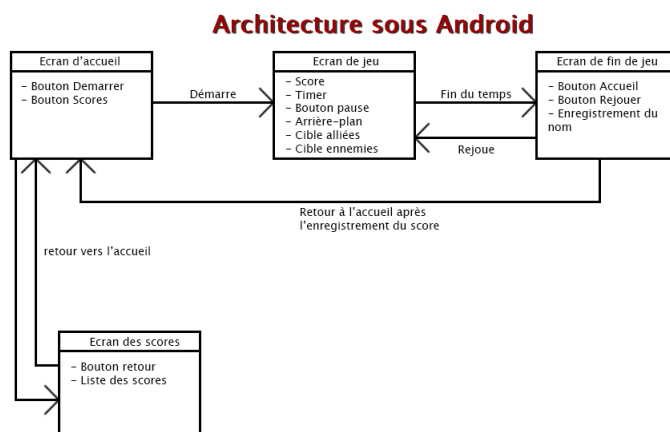 Architecture sous Android
Ecran d'accueil
- Bouton Demarrer
- Bouton Scores
Démarre
Ecran de jeu
- Score
- Timer
- Bouton pause
- Arrière-plan
- Cible alliées
- Cible ennemies
Fin du temps
Rejoue
Ecran de fin de jeu
- Bouton Accueil
- Bouton Rejouer
- Enregistrement du
nom
Retour à l'accueil après
l'enregistrement du score
retour vers l'accueil
Ecran des scores
- Bouton retour
- Liste des scores